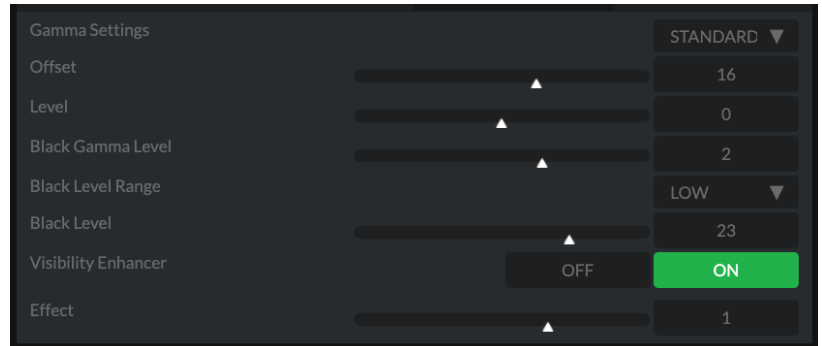 Gamma Settings STANDARD
Offset 16
Level 0
Black Gamma Level 2
Black Level Range LOW
Black Level 23
Visibility Enhancer OFF ON
Effect 1